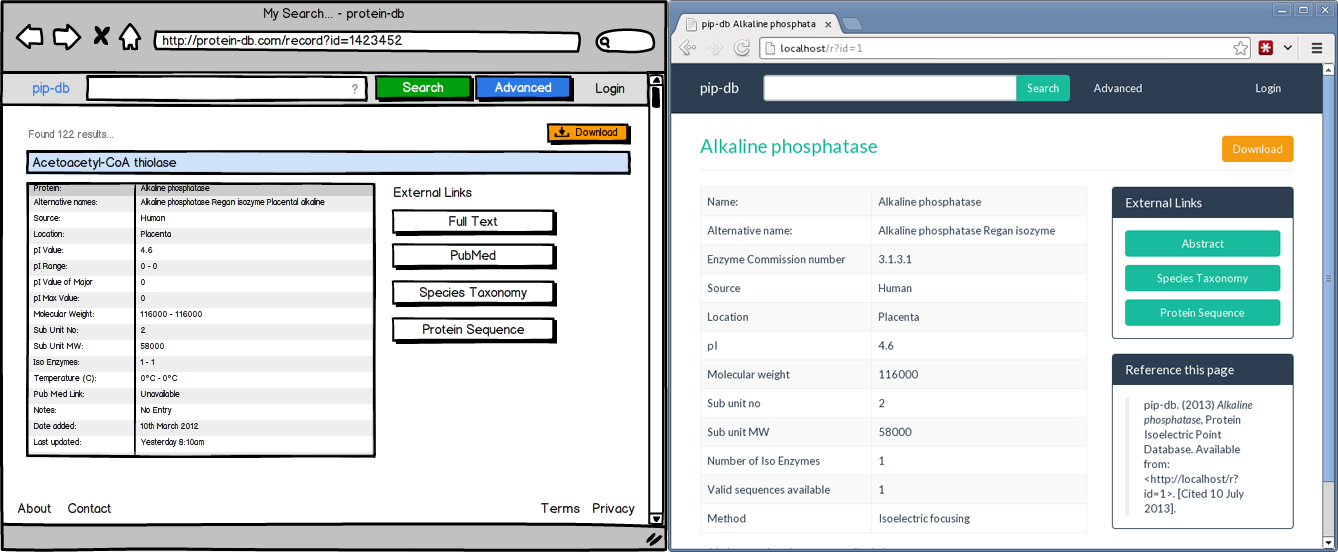 My Search... - protein-db
http://protein-db.com/record?id=1423452
pip-db ? Search Advanced Login
Found 122 results...
Download
Acetoacetyl-CoA thiolase
Protein: Alkaline phosphatase
Alternative names: Alkaline phosphatase Regan isozyme Placental alkaline
Source: Human
Location: Placenta
pI Value: 4.6
pI Range: 0 - 0
pI Value of Major 0
pI Max Value: 0
Molecular Weight: 116000 - 116000
Sub Unit No: 2
Sub Unit MW: 58000
Iso Enzymes: 1 - 1
Temperature (C): 0°C - 0°C
Pub Med Link: Unavailable
Notes: No Entry
Date added: 10th March 2012
Last updated: Yesterday 8:10am
External Links
Full Text
PubMed
Species Taxonomy
Protein Sequence
About Contact Terms Privacy
pip-db Alkaline phosphata
localhost/r?id=1
pip-db Search Advanced Login
Alkaline phosphatase
Download
Name: Alkaline phosphatase
Alternative name: Alkaline phosphatase Regan isozyme
Enzyme Commission number 3.1.3.1
Source Human
Location Placenta
pI 4.6
Molecular weight 116000
Sub unit no 2
Sub unit MW 58000
Number of Iso Enzymes 1
Valid sequences available 1
Method Isoelectric focusing
External Links
Abstract
Species Taxonomy
Protein Sequence
Reference this page
pip-db. (2013) Alkaline
phosphatase, Protein
Isoelectric Point
Database. Available
from:
<http://localhost/r?
id=1>. [Cited 10 July
2013].